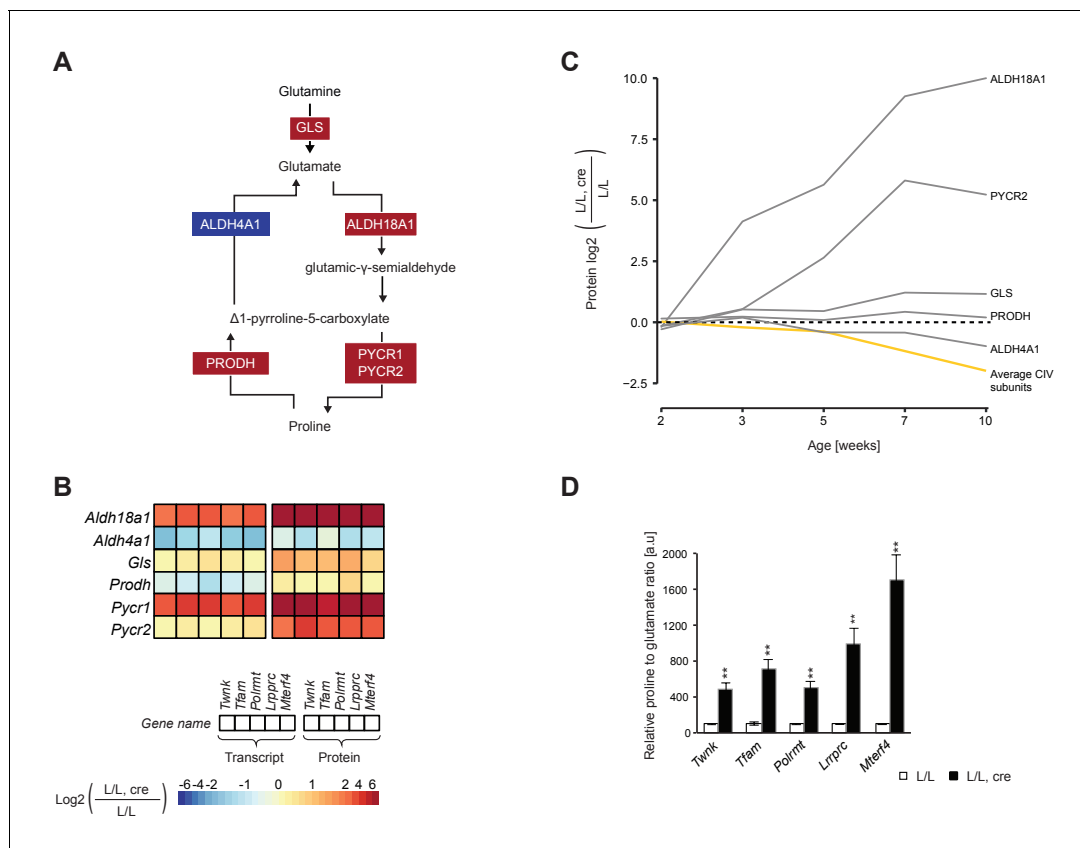 A
Glutamine
GLS
Glutamate
ALDH4A1
ALDH18A1
glutamic-γ-semialdehyde
Δ1-pyrroline-5-carboxylate
PRODH
PYCR1
PYCR2
Proline
B
Aldh18a1
Aldh4a1
Gls
Prodh
Pycr1
Pycr2
Twnk
Tfam
Polrmt
Lrpprc
Mterf4
Twnk
Tfam
Polrmt
Lrpprc
Mterf4
Gene name
Transcript
Protein
Log2 ( L/L, cre
L/L )
-6 -4 -2 -1 0 1 2 4 6
C
Protein log2 ( L/L, cre
L/L )
10.0
7.5
5.0
2.5
0.0
−2.5
2 3 5 7 10
Age [weeks]
ALDH18A1
PYCR2
GLS
PRODH
ALDH4A1
Average CIV
subunits
D
Relative proline to glutamate ratio [a.u]
2000
1600
1200
800
400
0
**
**
**
**
**
Twnk
Tfam
Polrmt
Lrrprc
Mterf4
L/L L/L, cre